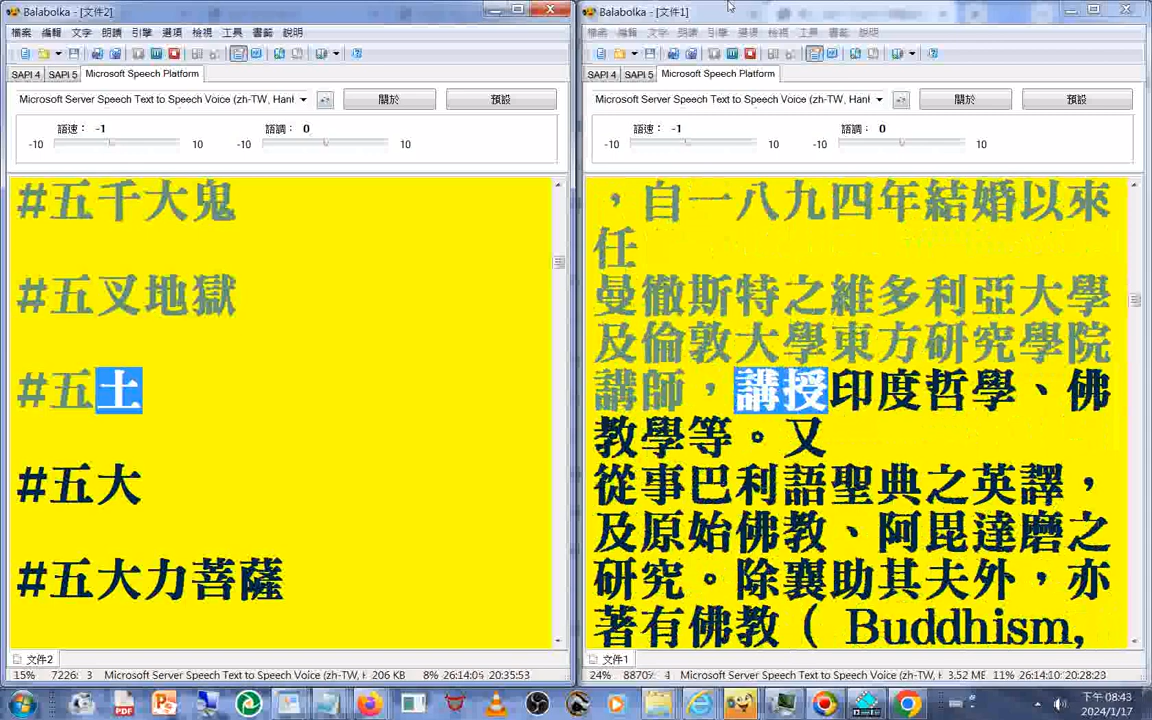 Balabolka - [文件2]
檔案 編輯 文字 朗讀 引擎 選項 檢視 工具 書籤 說明
SAPI 4 SAPI 5 Microsoft Speech Platform
Microsoft Server Speech Text to Speech Voice (zh-TW, Hanl
關於
預設
語速： -1
語調： 0
-10 10 -10 10
#五千大鬼
#五叉地獄
#五土
#五大
#五大力菩薩
文件2
15% 7226: 3 Microsoft Server Speech Text to Speech Voice (zh-TW, H 206 KB 8% 26:14:05 20:35:53
Balabolka - [文件1]
檔案 編輯 文字 朗讀 引擎 選項 檢視 工具 書籤 說明
SAPI 4 SAPI 5 Microsoft Speech Platform
Microsoft Server Speech Text to Speech Voice (zh-TW, Hanl
關於
預設
語速： -1
語調： 0
-10 10 -10 10
，自一八九四年結婚以來
任
曼徹斯特之維多利亞大學
及倫敦大學東方研究學院
講師，講授印度哲學、佛
教學等。又
從事巴利語聖典之英譯，
及原始佛教、阿毘達磨之
研究。除襄助其夫外，亦
著有佛教（Buddhism,
文件1
24% 88709: 4 Microsoft Server Speech Text to Speech Voice (zh-TW, H 3.52 MB 11% 26:14:10 20:28:23
PDF
下午 08:43
2024/1/17